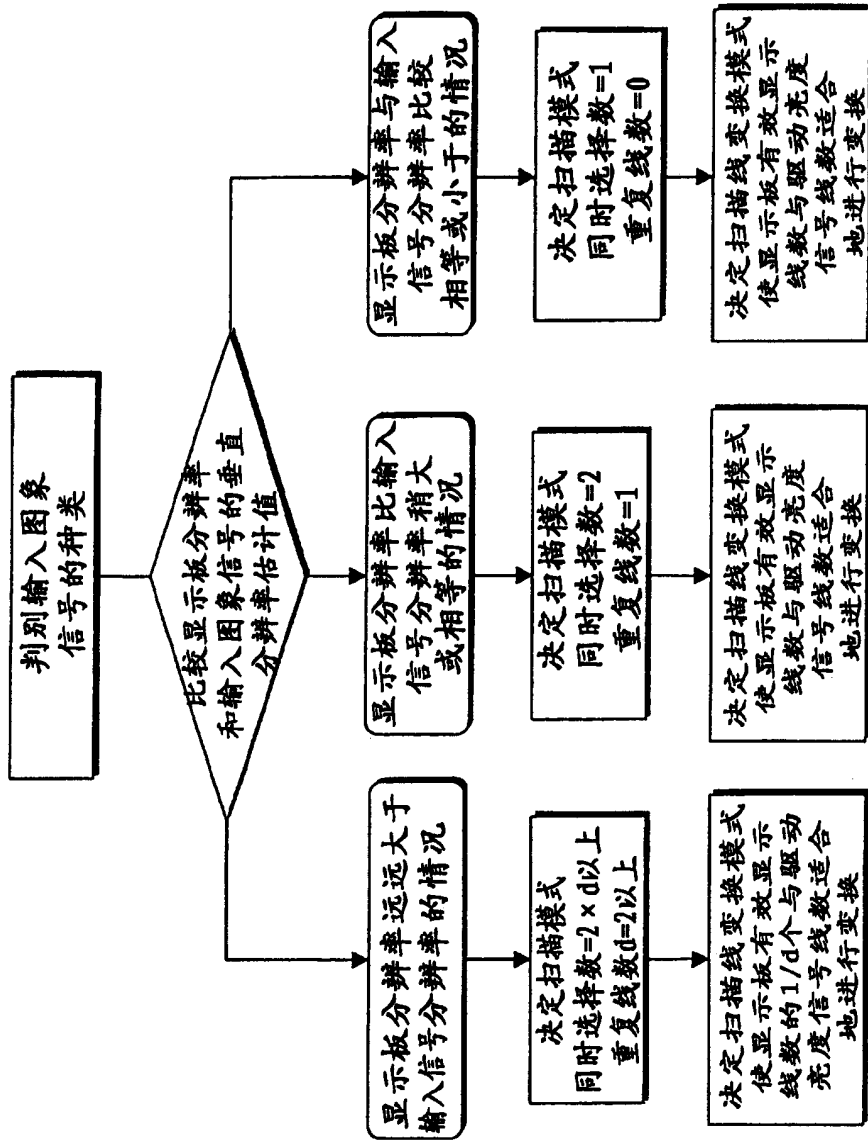 判别输入图象
信号的种类
比较显示板分辨率
和输入图象信号的垂直
分辨率估计值
显示板分辨率远远大于
输入信号分辨率的情况
决定扫描模式
同时选择数=2×d以上
重复线数d=2以上
决定扫描线变换模式
使显示板有效显示
线数的1/d个与驱动
亮度信号线数适合
地进行变换
显示板分辨率比输入
信号分辨率稍大
或相等的情况
决定扫描模式
同时选择数=2
重复线数=1
决定扫描线变换模式
使显示板有效显示
线数与驱动亮度
信号线数适合
地进行变换
显示板分辨率与输入
信号分辨率比较
相等或小于的情况
决定扫描模式
同时选择数=1
重复线数=0
决定扫描线变换模式
使显示板有效显示
线数与驱动亮度
信号线数适合
地进行变换